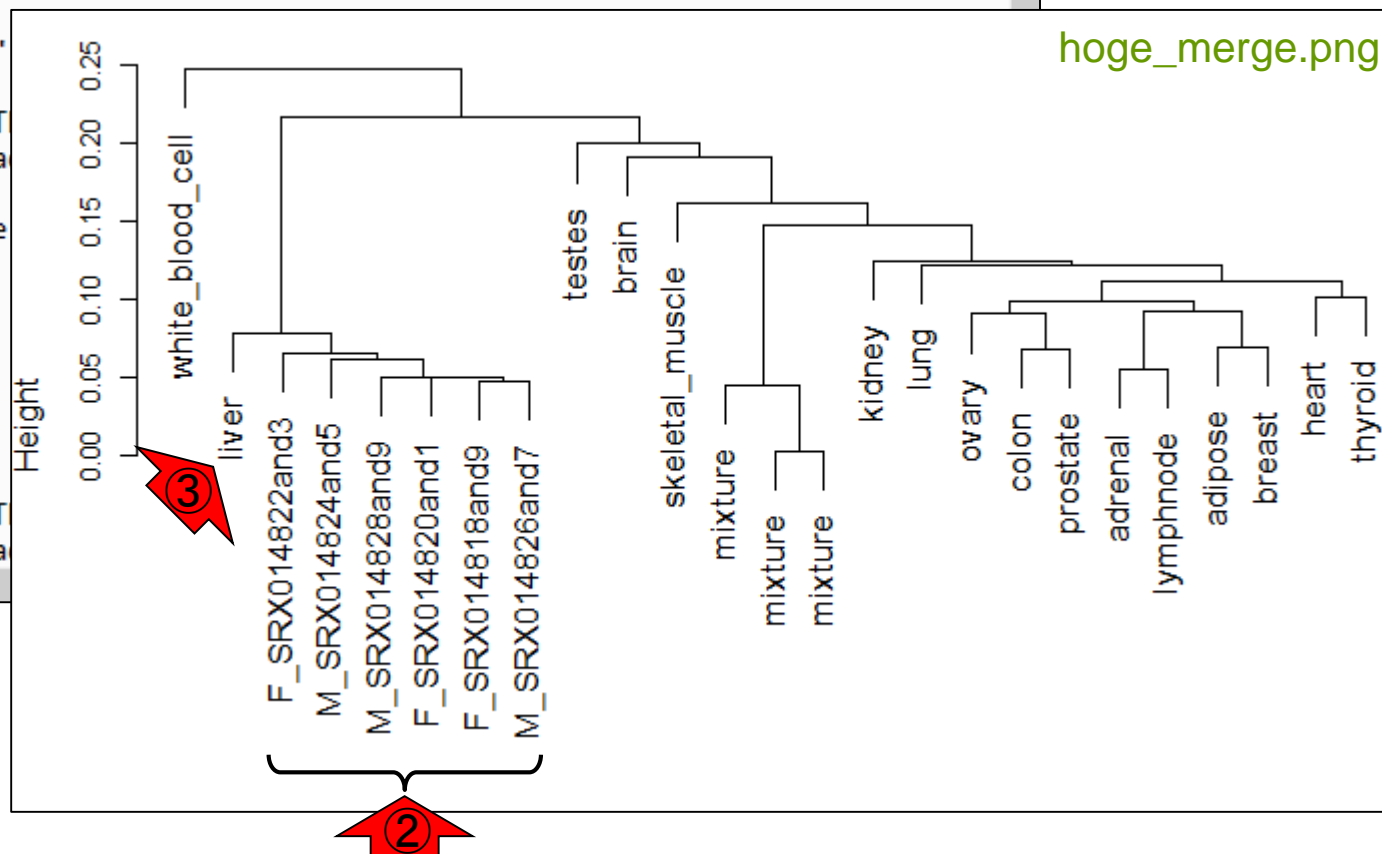 hoge_merge.png
Height
0.00
0.05
0.10
0.15
0.20
0.25
white_blood_cell
liver
F_SRX014822and3
M_SRX014824and5
M_SRX014828and9
F_SRX014820and1
F_SRX014818and9
M_SRX014826and7
testes
brain
skeletal_muscle
mixture
mixture
mixture
kidney
lung
ovary
colon
prostate
adrenal
lymphnode
adipose
breast
heart
thyroid
③
②